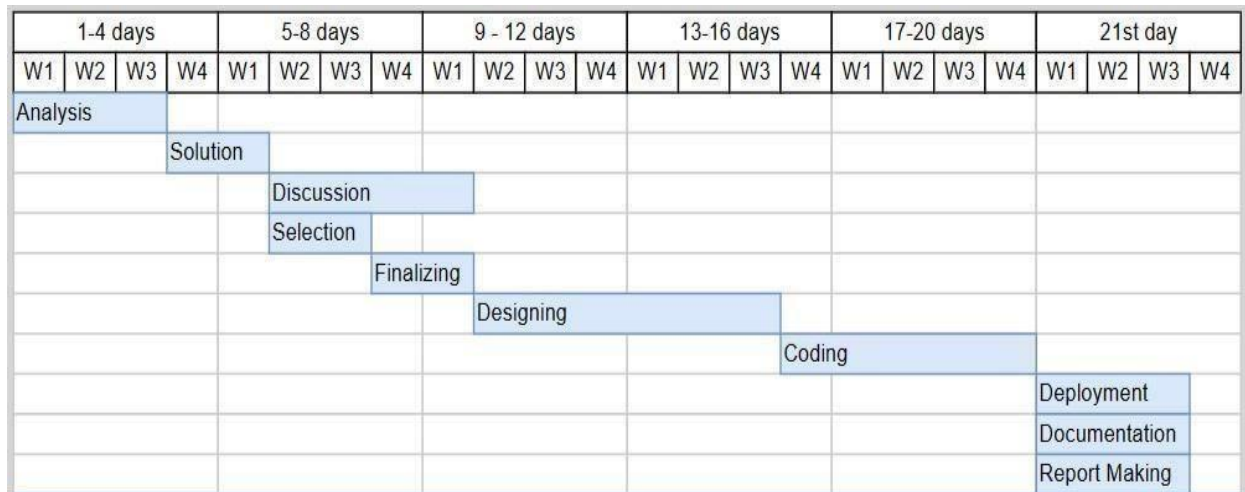 1-4 days 5-8 days 9 - 12 days 13-16 days 17-20 days 21st day
W1 W2 W3 W4 W1 W2 W3 W4 W1 W2 W3 W4 W1 W2 W3 W4 W1 W2 W3 W4 W1 W2 W3 W4
Analysis
Solution
Discussion
Selection
Finalizing
Designing
Coding
Deployment
Documentation
Report Making